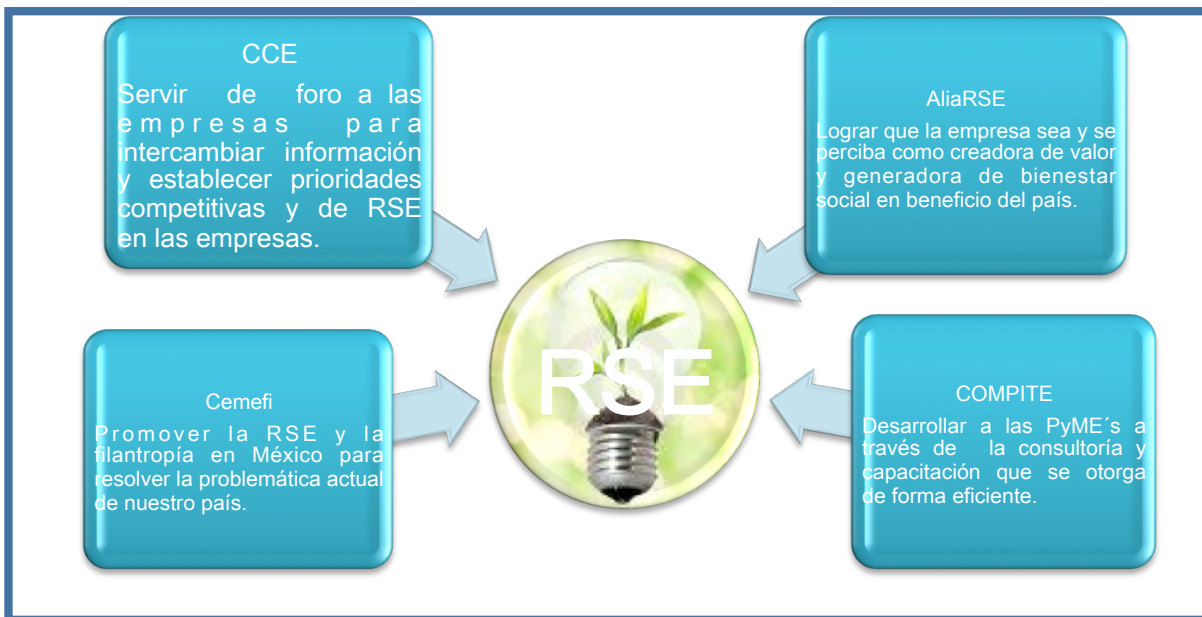 CCE
Servir de foro a las
empresas para
intercambiar información
y establecer prioridades
competitivas y de RSE
en las empresas.
AliaRSE
Lograr que la empresa sea y se
perciba como creadora de valor
y generadora de bienestar
social en beneficio del país.
RSE
Cemefi
Promover la RSE y la
filantropía en México para
resolver la problemática actual
de nuestro país.
COMPITE
Desarrollar a las PyME´s a
través de la consultoría y
capacitación que se otorga
de forma eficiente.